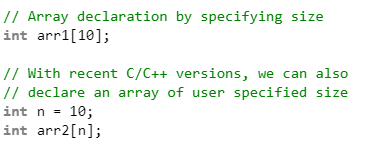 // Array declaration by specifying size
int arr1[10];
// With recent C/C++ versions, we can also
// declare an array of user specified size
int n = 10;
int arr2[n];